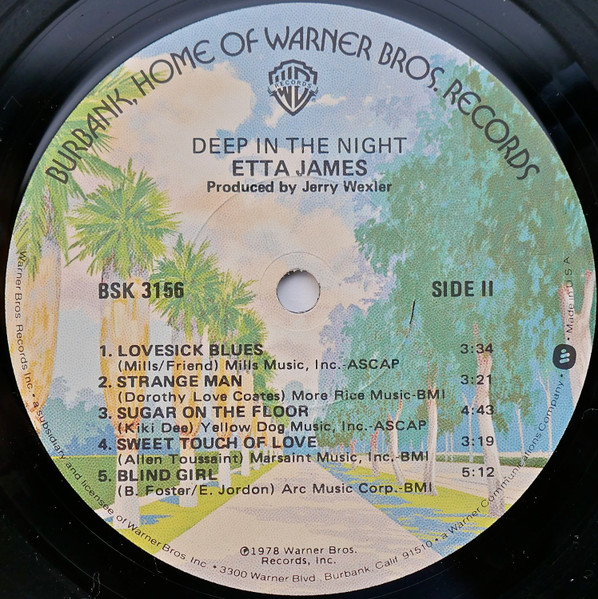 BURBANK, HOME OF WARNER BROS. RECORDS
WB
RECORDS
DEEP IN THE NIGHT
ETTA JAMES
Produced by Jerry Wexler
BSK 3156
SIDE II
1. LOVESICK BLUES 3:34
(Mills/Friend) Mills Music, Inc.-ASCAP
2. STRANGE MAN 3:21
(Dorothy Love Coates) More Rice Music-BMI
3. SUGAR ON THE FLOOR 4:43
(Kiki Dee) Yellow Dog Music, Inc.-ASCAP
4. SWEET TOUCH OF LOVE 3:19
(Allen Toussaint) Marsaint Music, Inc.-BMI
5. BLIND GIRL 5:12
(B. Foster/E. Jordon) Arc Music Corp.-BMI
℗1978 Warner Bros.
Records, Inc.
Warner Bros. Records Inc. • a subsidiary and licensee of Warner Bros. Inc. • 3300 Warner Blvd., Burbank, Calif. 91510 • a Warner Communications Company • Made in U.S.A.